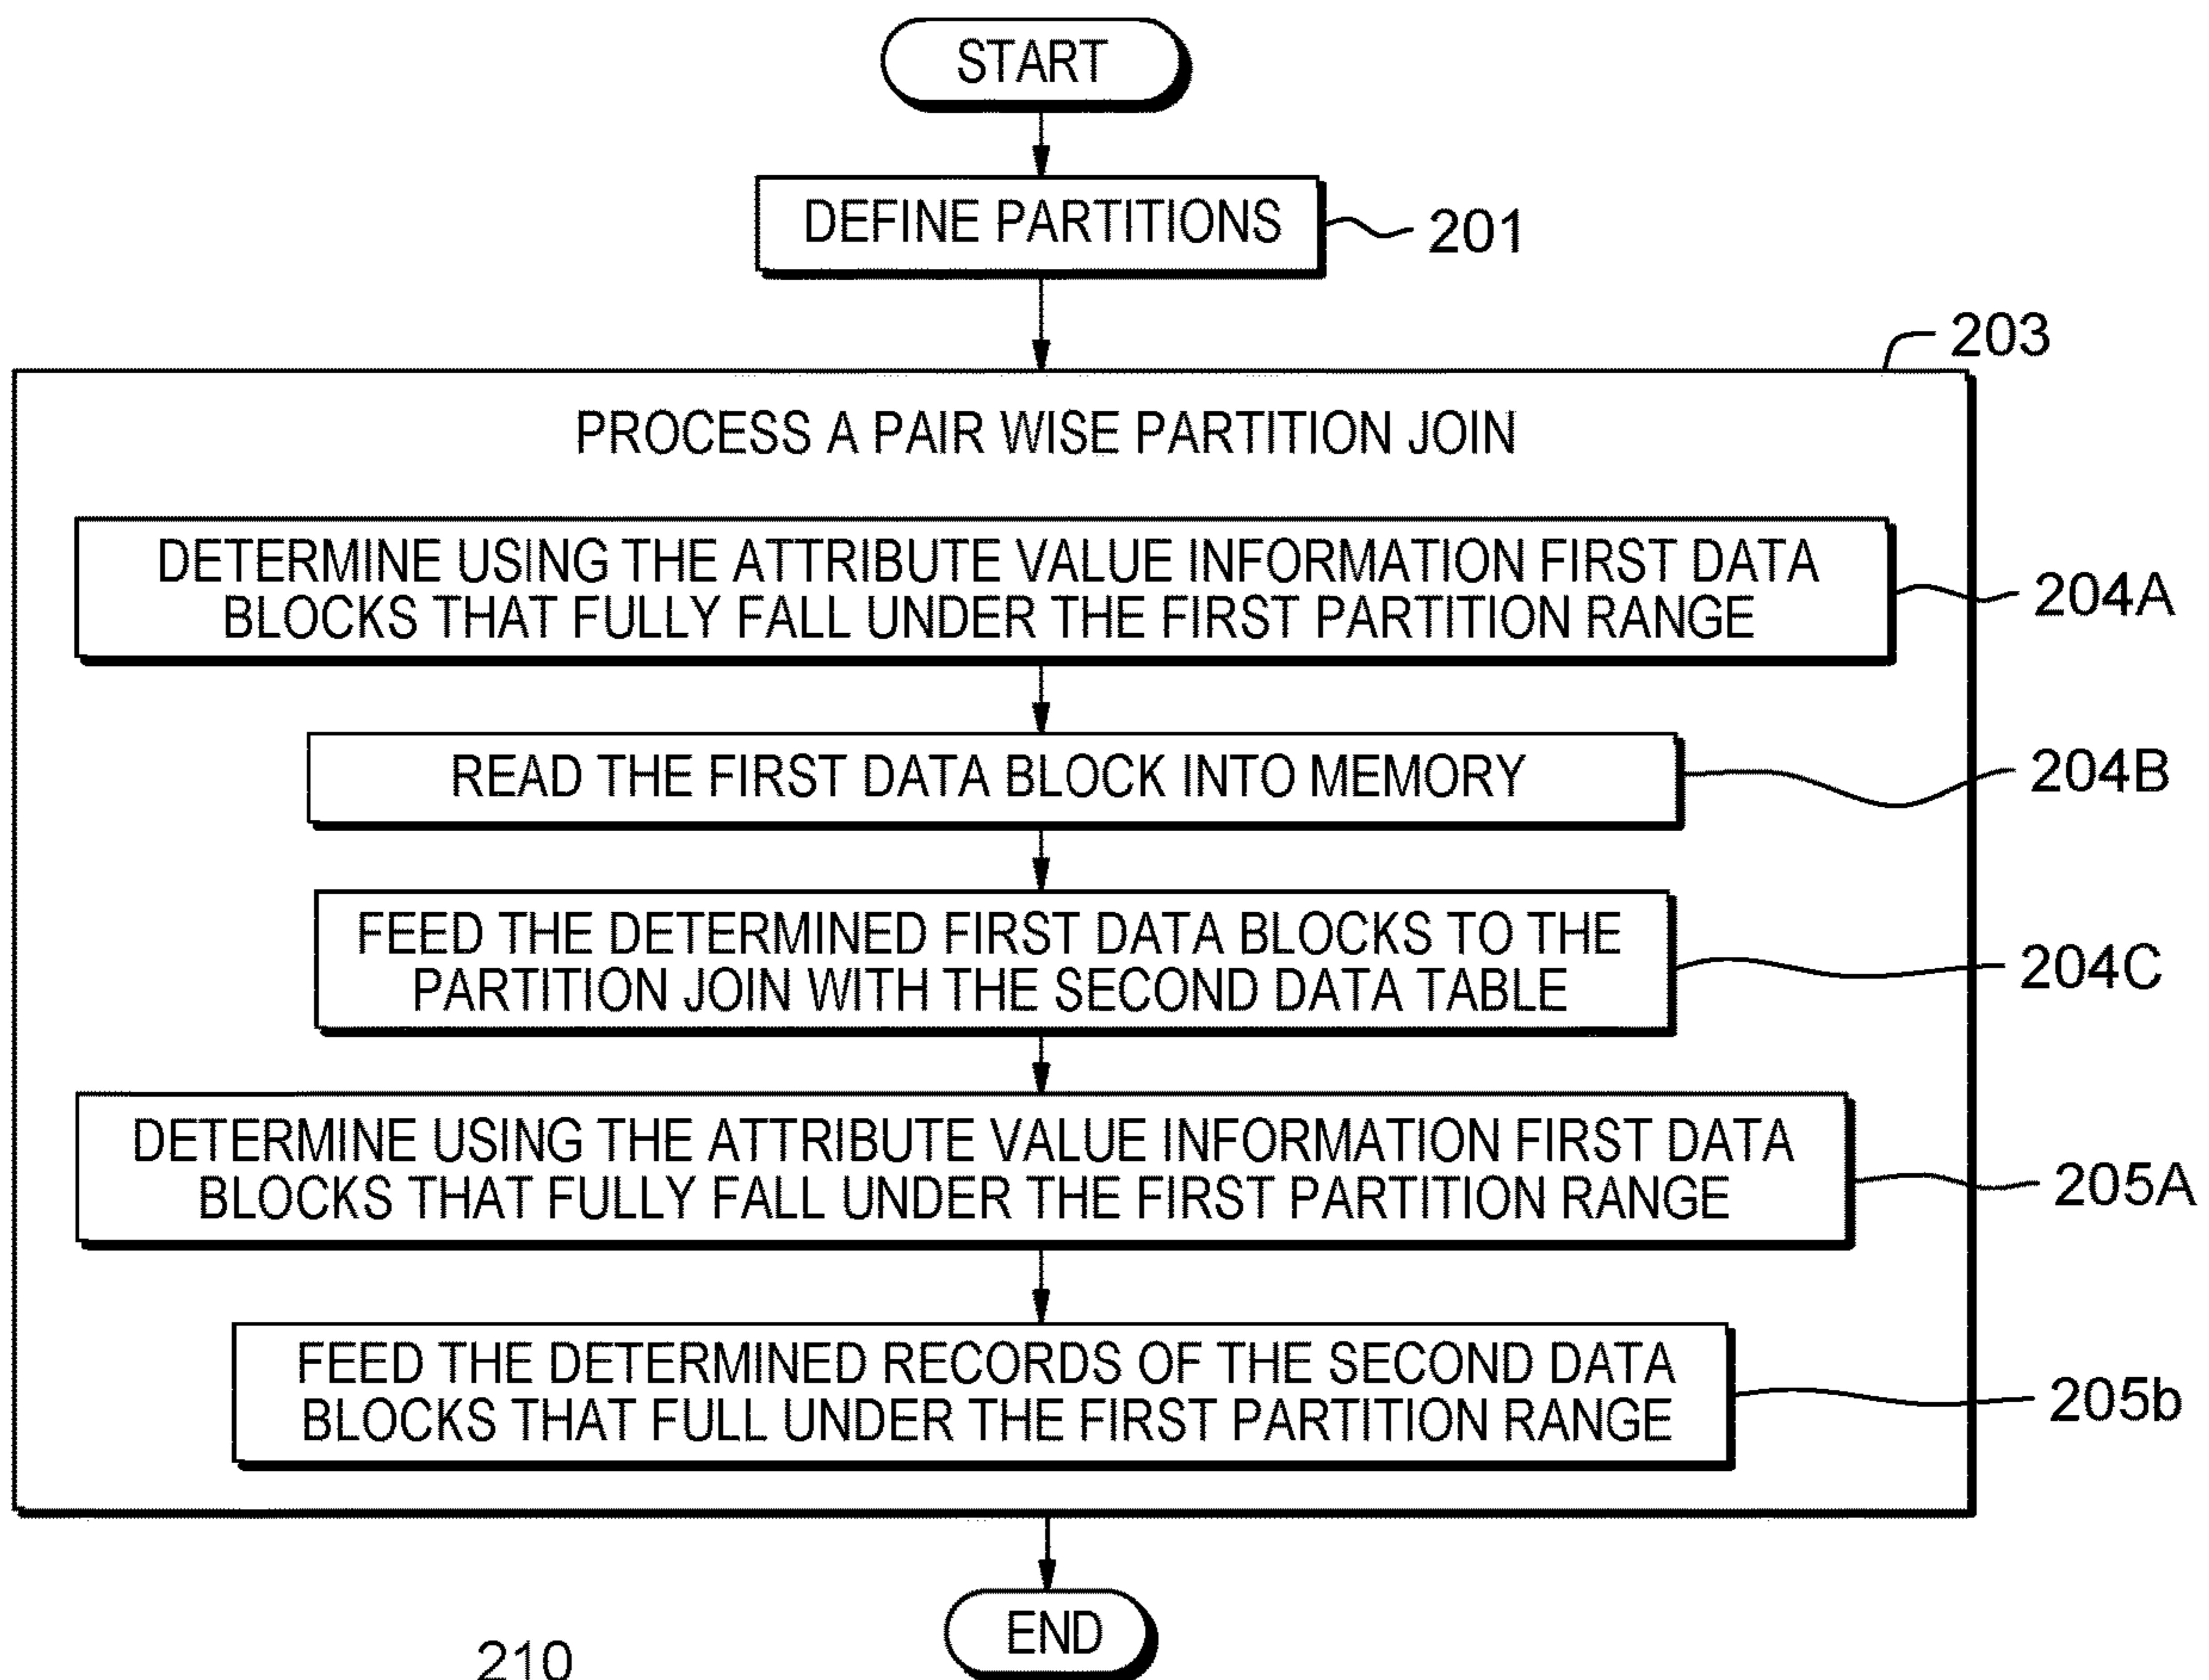 START
DEFINE PARTITIONS
201
203
PROCESS A PAIR WISE PARTITION JOIN
DETERMINE USING THE ATTRIBUTE VALUE INFORMATION FIRST DATA
BLOCKS THAT FULLY FALL UNDER THE FIRST PARTITION RANGE
204A
READ THE FIRST DATA BLOCK INTO MEMORY
204B
FEED THE DETERMINED FIRST DATA BLOCKS TO THE
PARTITION JOIN WITH THE SECOND DATA TABLE
204C
DETERMINE USING THE ATTRIBUTE VALUE INFORMATION FIRST DATA
BLOCKS THAT FULLY FALL UNDER THE FIRST PARTITION RANGE
205A
FEED THE DETERMINED RECORDS OF THE SECOND DATA
BLOCKS THAT FULL UNDER THE FIRST PARTITION RANGE
205b
END
210